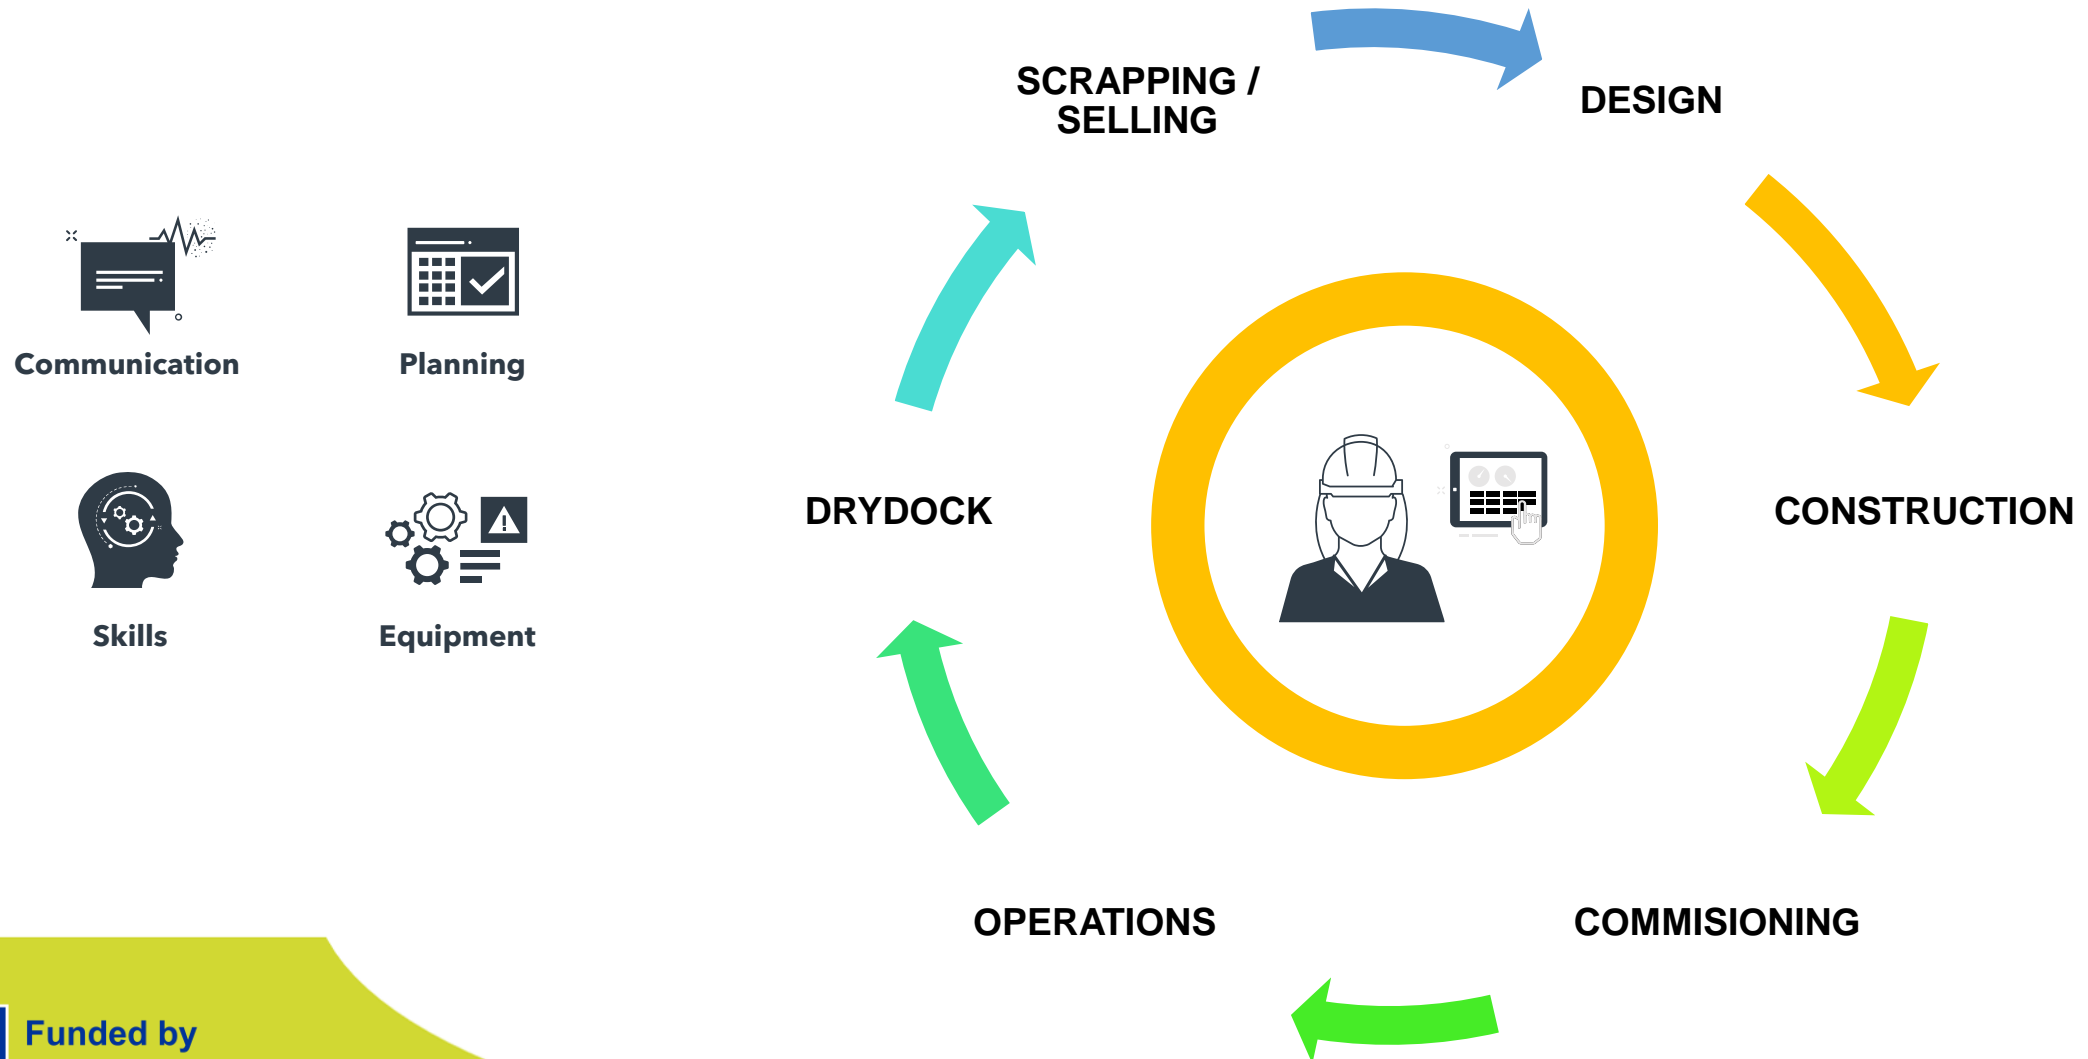 SCRAPPING /
SELLING
DESIGN
Communication
Planning
DRYDOCK
CONSTRUCTION
Skills
Equipment
OPERATIONS
COMMISIONING
Funded by